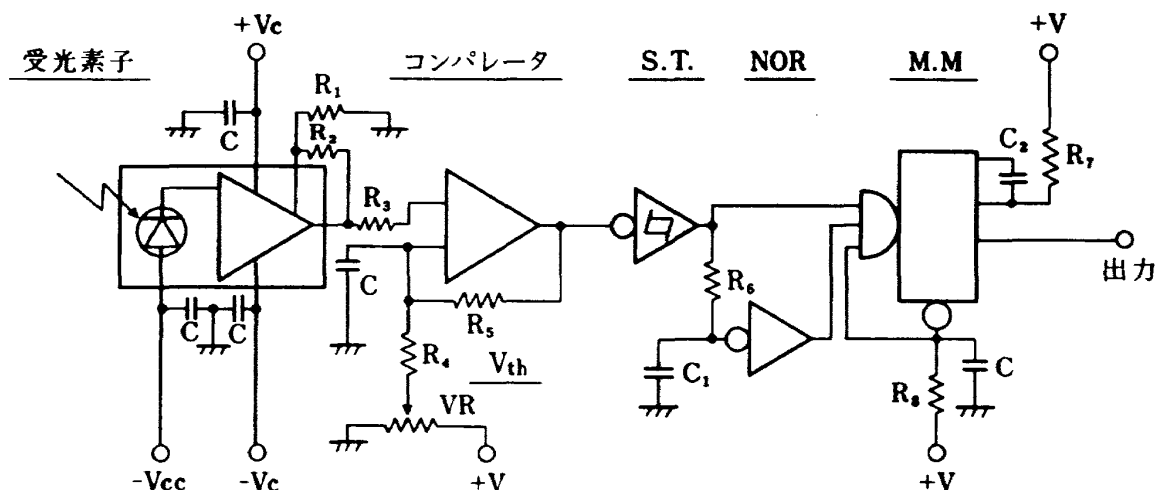 +Vc
+V
受光素子
コンパレータ
S.T.
NOR
M.M
C
R₁
R₂
C₂
R₇
R₃
出力
C
R₅
R₆
C
C
R₄
Vth
C₁
R₈
C
VR
-Vcc
-Vc
+V
+V